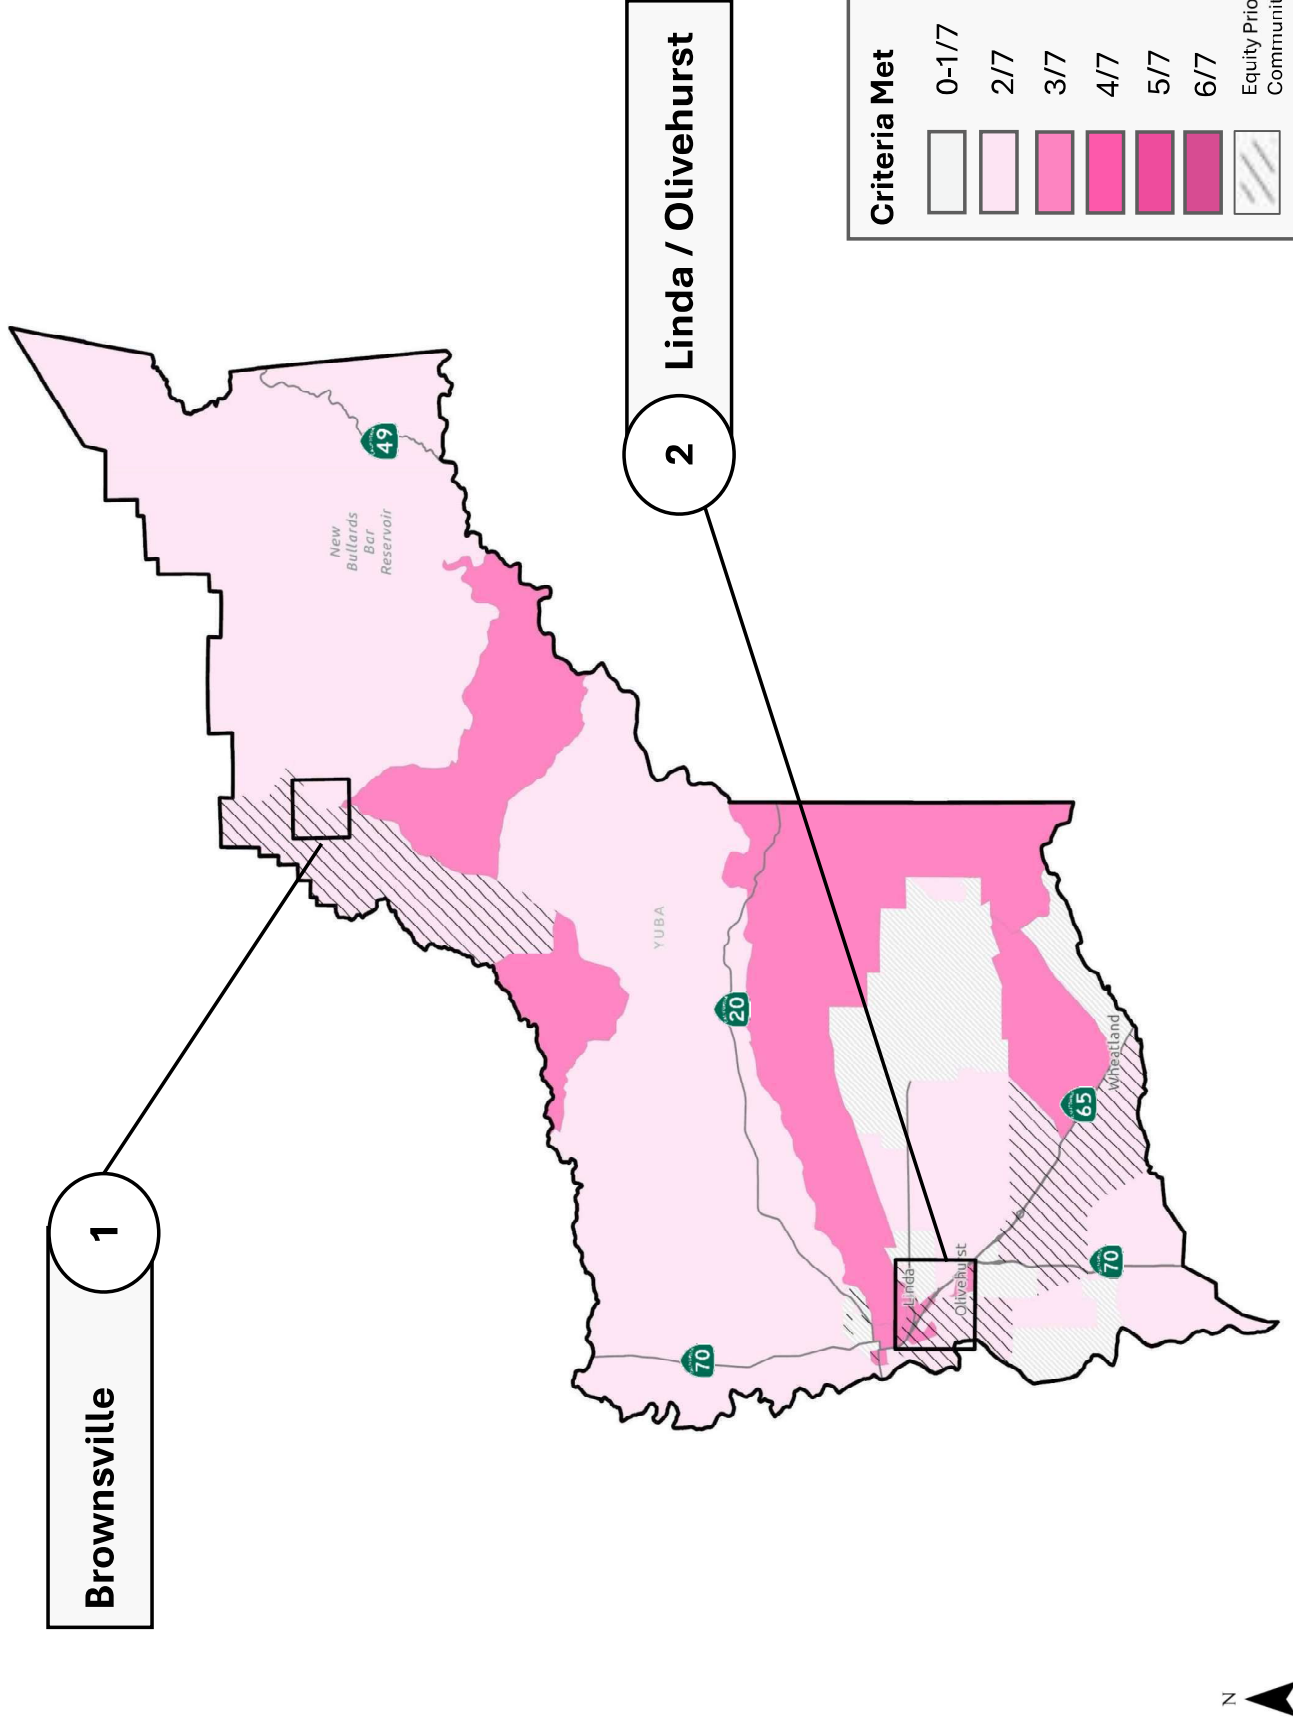 Brownsville
1
2
Linda / Olivehurst
Criteria Met
0-1/7
2/7
3/7
4/7
5/7
6/7
Equity
New
Bullards
Bar
Reservoir
49
YUBA
20
70
Linda
Olivehurst
65
Wheatland
70
N